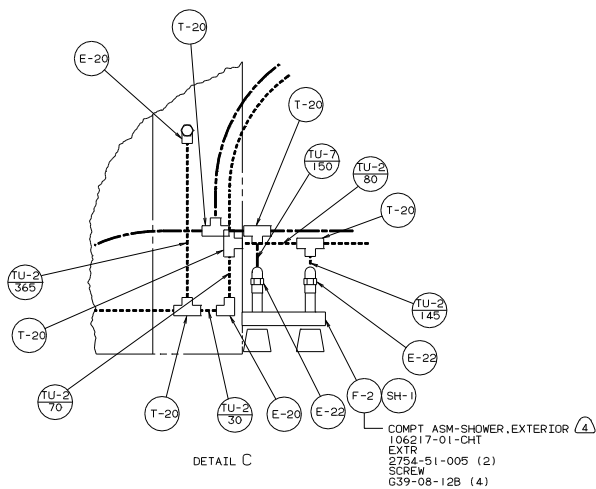 T-20
E-20
T-20
TU-7
150
TU-2
80
T-20
TU-2
365
TU-2
145
T-20
E-22
TU-2
70
T-20
TU-2
30
E-20
E-22
F-2
SH-1
COMPT ASM-SHOWER,EXTERIOR 4
106217-01-CHT
EXTR
2754-51-005 (2)
SCREW
G39-08-12B (4)
DETAIL C